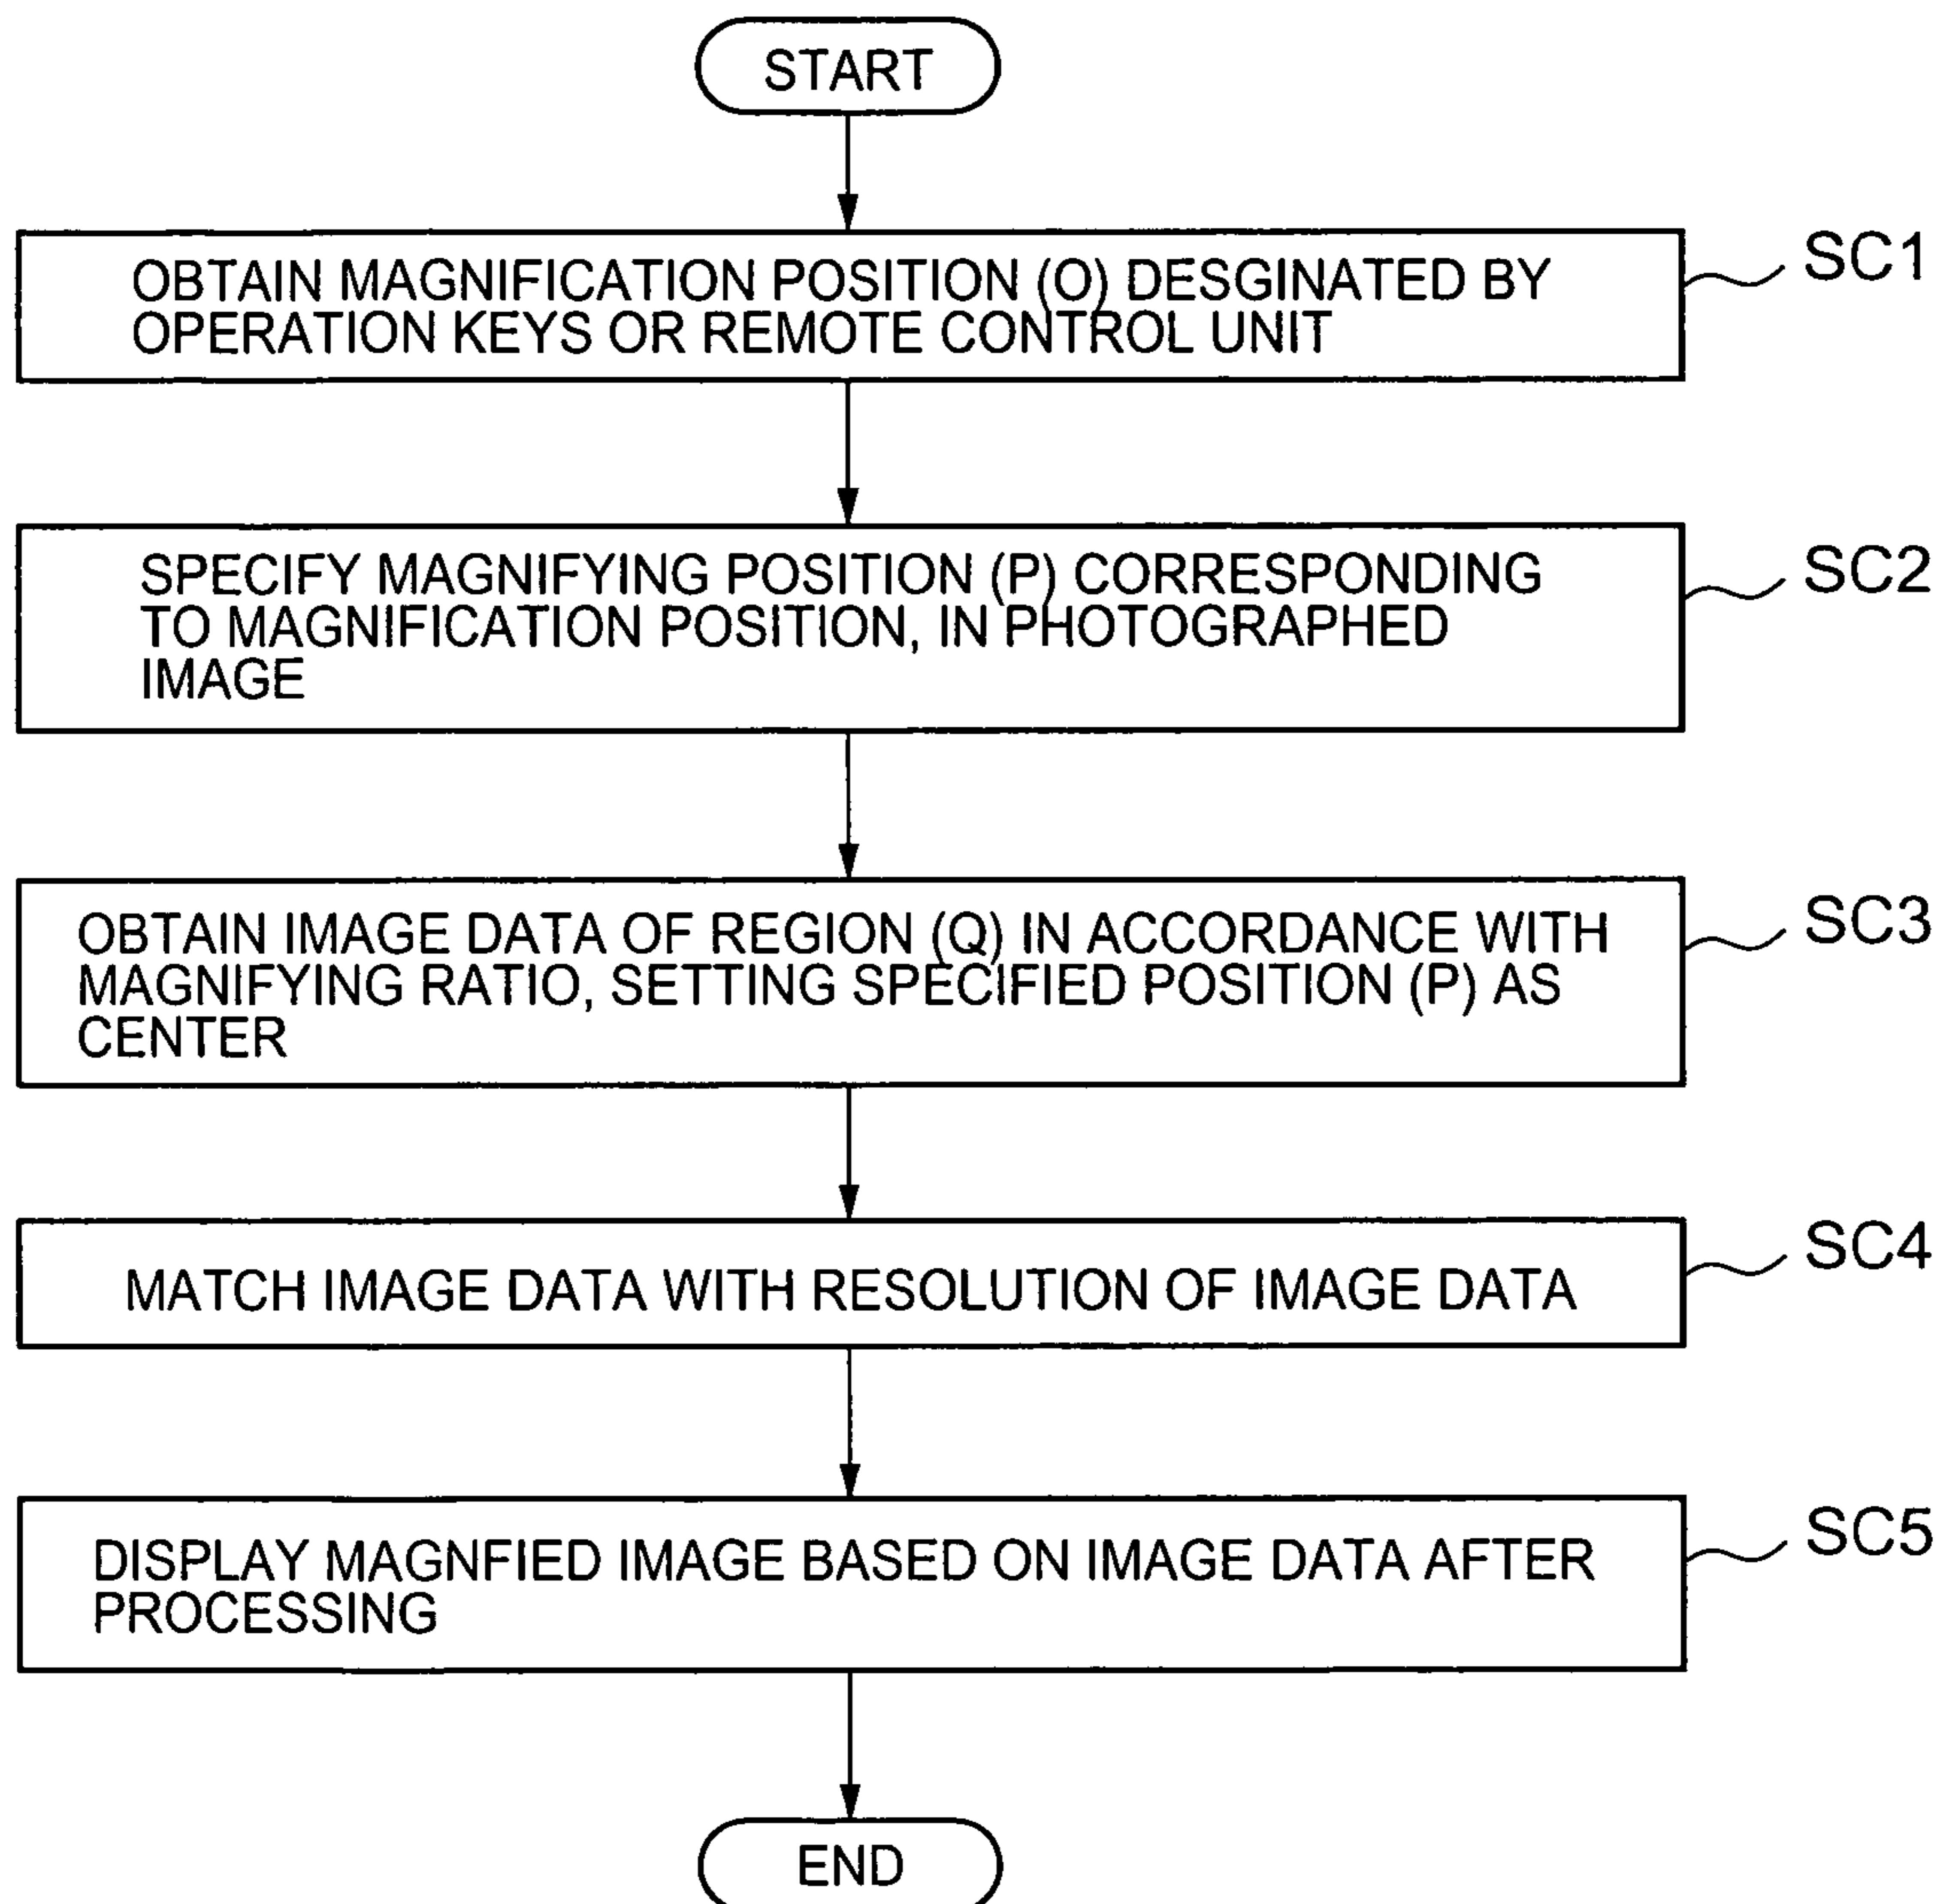 START
OBTAIN MAGNIFICATION POSITION (O) DESGINATED BY
OPERATION KEYS OR REMOTE CONTROL UNIT
SC1
SPECIFY MAGNIFYING POSITION (P) CORRESPONDING
TO MAGNIFICATION POSITION, IN PHOTOGRAPHED
IMAGE
SC2
OBTAIN IMAGE DATA OF REGION (Q) IN ACCORDANCE WITH
MAGNIFYING RATIO, SETTING SPECIFIED POSITION (P) AS
CENTER
SC3
MATCH IMAGE DATA WITH RESOLUTION OF IMAGE DATA
SC4
DISPLAY MAGNFIED IMAGE BASED ON IMAGE DATA AFTER
PROCESSING
SC5
END